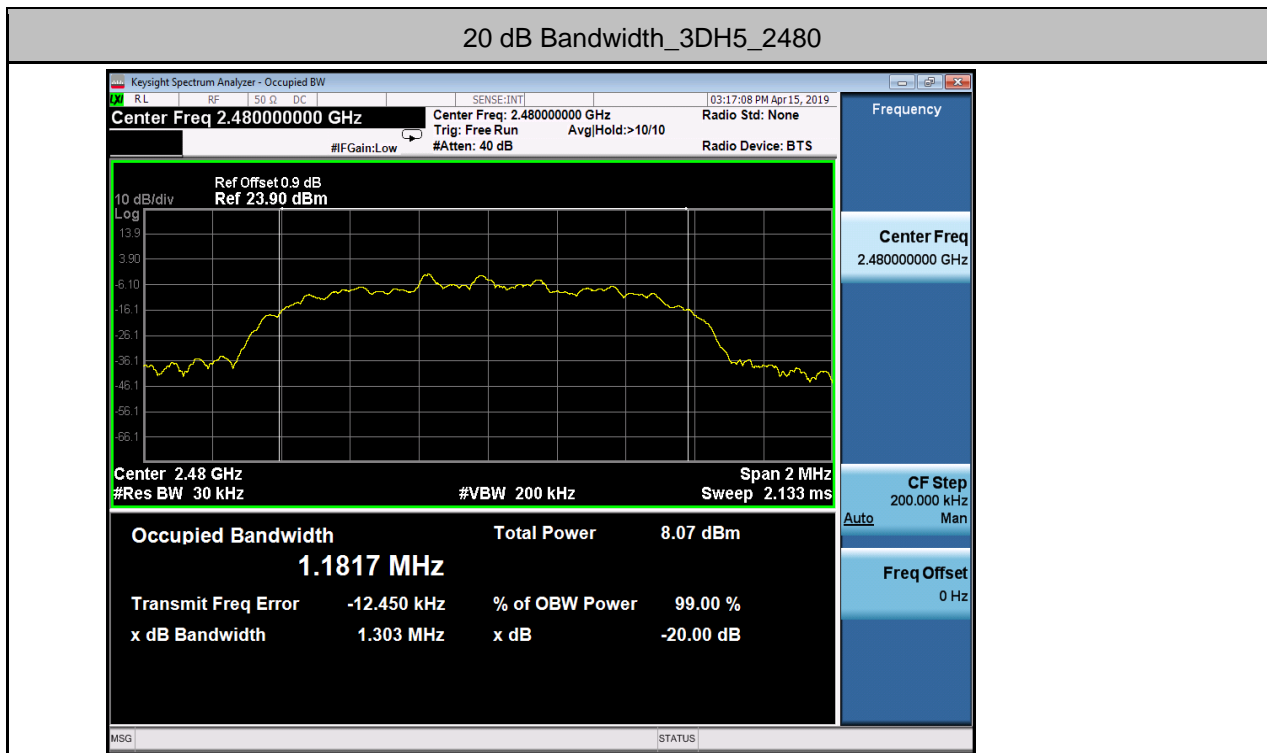 20 dB Bandwidth_3DH5_2480
Keysight Spectrum Analyzer - Occupied BW
LXI RL RF 50 Ω DC SENSE:INT 03:17:08 PM Apr 15, 2019
Center Freq 2.480000000 GHz
Center Freq: 2.480000000 GHz Radio Std: None
Trig: Free Run Avg|Hold:>10/10
#IFGain:Low #Atten: 40 dB Radio Device: BTS
Frequency
Ref Offset 0.9 dB
10 dB/div Ref 23.90 dBm
Log
13.9
3.90
-6.10
-16.1
-26.1
-36.1
-46.1
-56.1
-66.1
Center 2.48 GHz Span 2 MHz
#Res BW 30 kHz #VBW 200 kHz Sweep 2.133 ms
Occupied Bandwidth Total Power 8.07 dBm
1.1817 MHz
Transmit Freq Error -12.450 kHz % of OBW Power 99.00 %
x dB Bandwidth 1.303 MHz x dB -20.00 dB
Center Freq
2.480000000 GHz
CF Step
200.000 kHz
Auto Man
Freq Offset
0 Hz
MSG STATUS